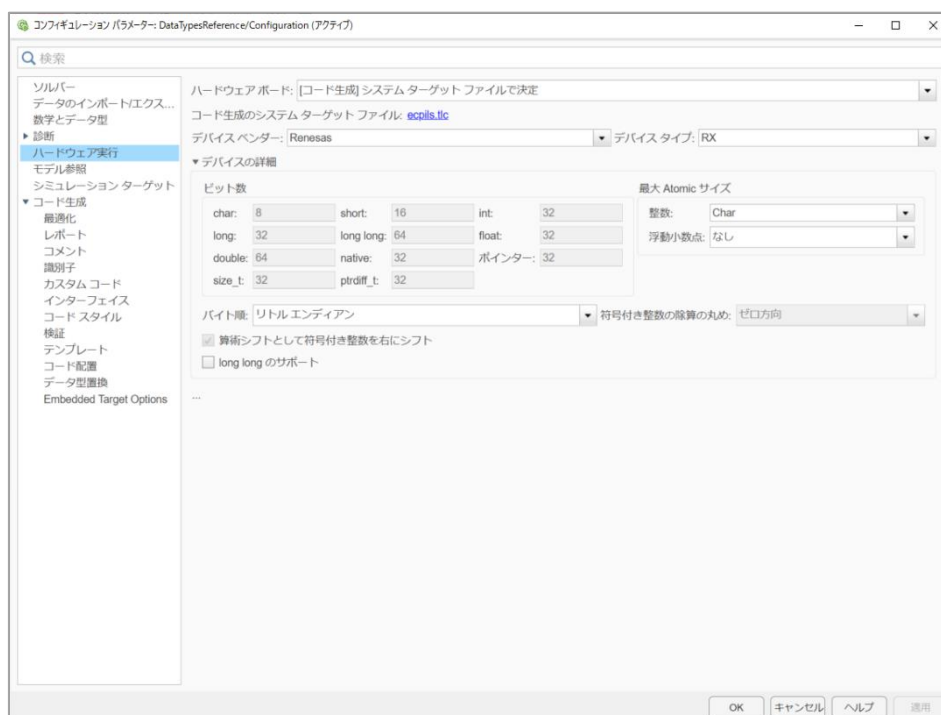 コンフィギュレーション パラメーター: DataTypesReference/Configuration (アクティブ)
検索
ソルバー
データのインポート/エクス...
数学とデータ型
診断
ハードウェア実行
モデル参照
シミュレーション ターゲット
コード生成
最適化
レポート
コメント
識別子
カスタム コード
インターフェイス
コード スタイル
検証
テンプレート
コード配置
データ型置換
Embedded Target Options
ハードウェア ボード: [コード生成] システム ターゲット ファイルで決定
コード生成のシステム ターゲット ファイル: ecpils.tlc
デバイス ベンダー: Renesas デバイス タイプ: RX
デバイスの詳細
ビット数 最大 Atomic サイズ
char: 8 short: 16 int: 32 整数: Char
long: 32 long long: 64 float: 32 浮動小数点: なし
double: 64 native: 32 ポインター: 32
size_t: 32 ptrdiff_t: 32
バイト順: リトル エンディアン 符号付き整数の除算の丸め: ゼロ方向
算術シフトとして符号付き整数を右にシフト
long long のサポート
...
OK キャンセル ヘルプ 適用